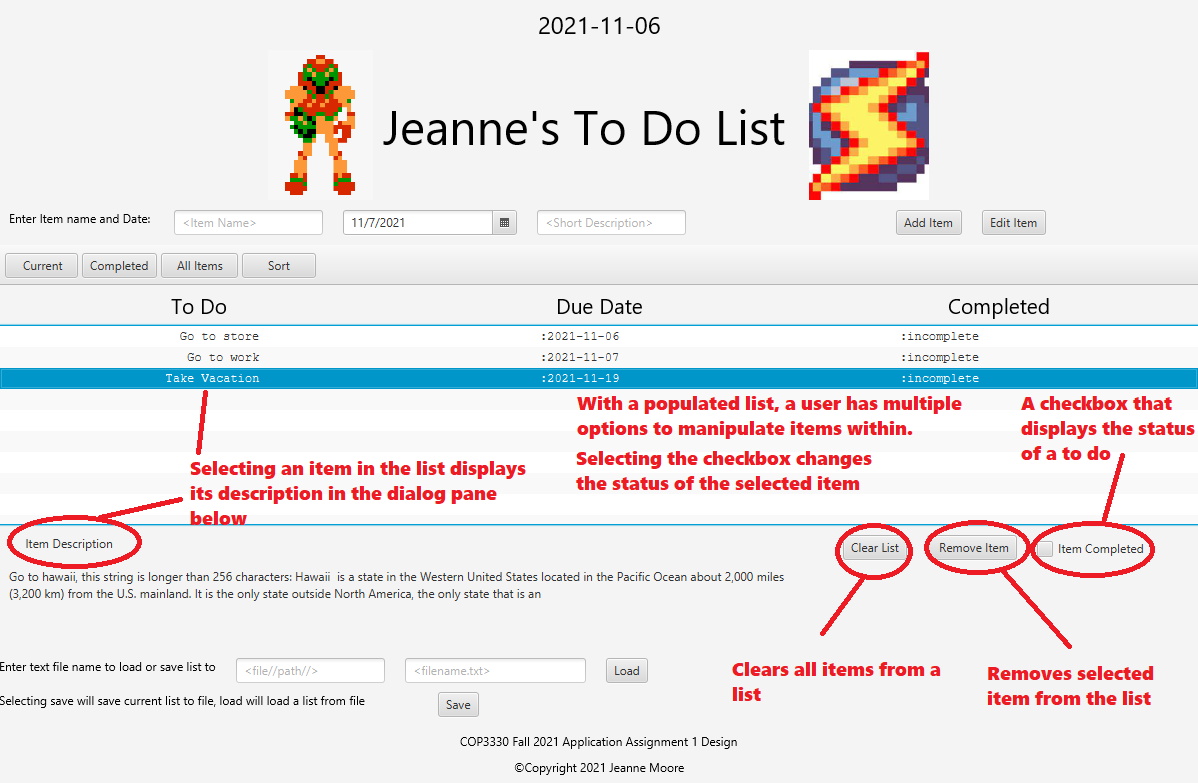 2021-11-06
Jeanne's To Do List
Enter Item name and Date:
<Item Name>
11/7/2021
<Short Description>
Add Item
Edit Item
Current
Completed
All Items
Sort
To Do
Due Date
Completed
Go to store :2021-11-06 :incomplete
Go to work :2021-11-07 :incomplete
Take Vacation :2021-11-19 :incomplete
With a populated list, a user has multiple
options to manipulate items within.
Selecting the checkbox changes
the status of the selected item
A checkbox that
displays the status
of a to do
Selecting an item in the list displays
its description in the dialog pane
below
Item Description
Clear List
Remove Item
Item Completed
Go to hawaii, this string is longer than 256 characters: Hawaii  is a state in the Western United States located in the Pacific Ocean about 2,000 miles
(3,200 km) from the U.S. mainland. It is the only state outside North America, the only state that is an
Clears all items from a
list
Removes selected
item from the list
Enter text file name to load or save list to
<file//path//>
<filename.txt>
Load
Selecting save will save current list to file, load will load a list from file
Save
COP3330 Fall 2021 Application Assignment 1 Design
©Copyright 2021 Jeanne Moore